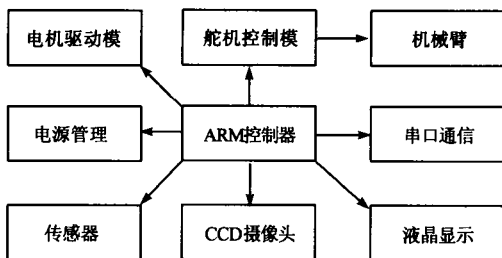 电机驱动模
舵机控制模
机械臂
电源管理
ARM控制器
串口通信
传感器
CCD摄像头
液晶显示